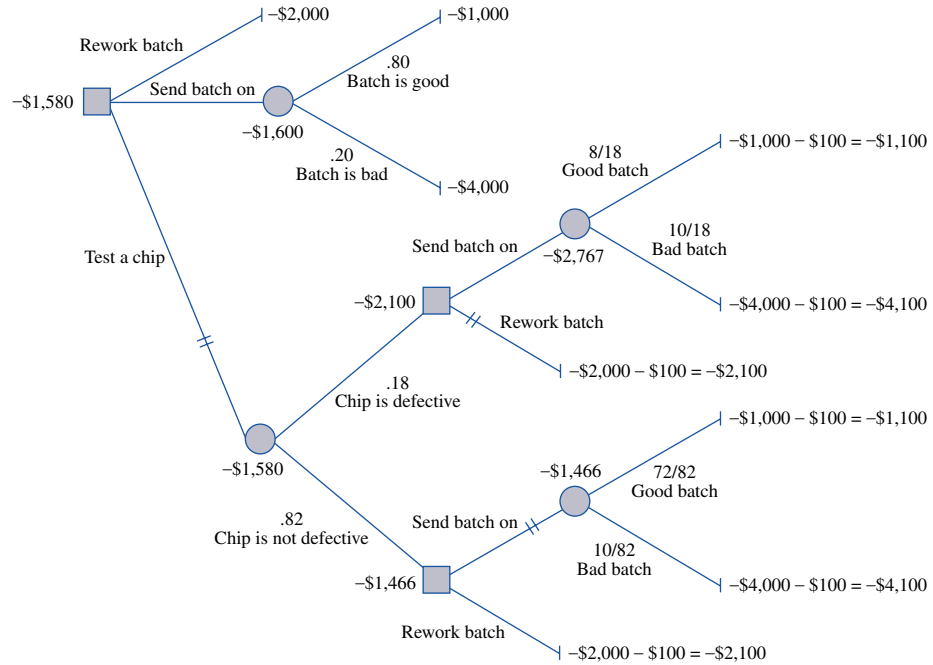 –$2,000
–$1,000
Rework batch
.80
Batch is good
Send batch on
–$1,580
–$1,600
.20
Batch is bad
–$4,000
8/18
Good batch
–$1,000 – $100 = –$1,100
10/18
Bad batch
Send batch on
–$2,767
Test a chip
–$2,100
–$4,000 – $100 = –$4,100
Rework batch
–$2,000 – $100 = –$2,100
.18
Chip is defective
–$1,000 – $100 = –$1,100
–$1,580
–$1,466
72/82
Good batch
.82
Chip is not defective
Send batch on
10/82
Bad batch
–$1,466
–$4,000 – $100 = –$4,100
Rework batch
–$2,000 – $100 = –$2,100